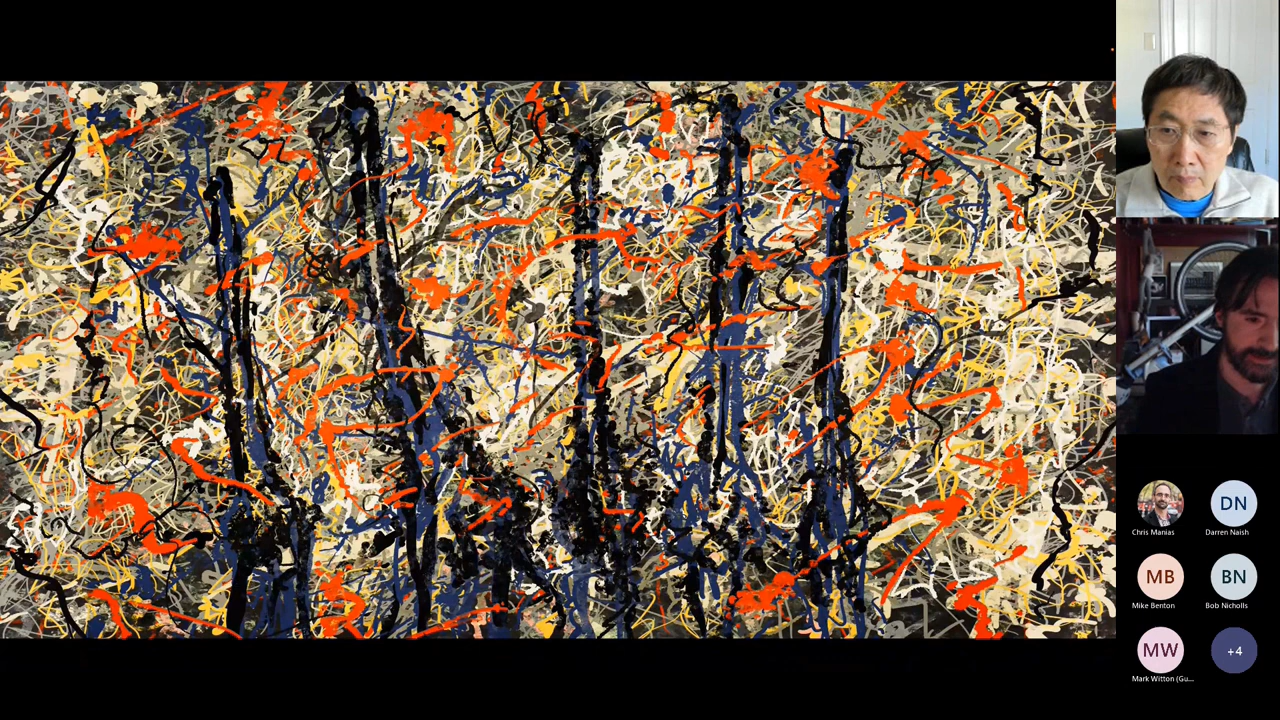 Chris Manias
DN
Darren Naish
MB
Mike Benton
BN
Bob Nicholls
MW
Mark Witton (Gu...
+4